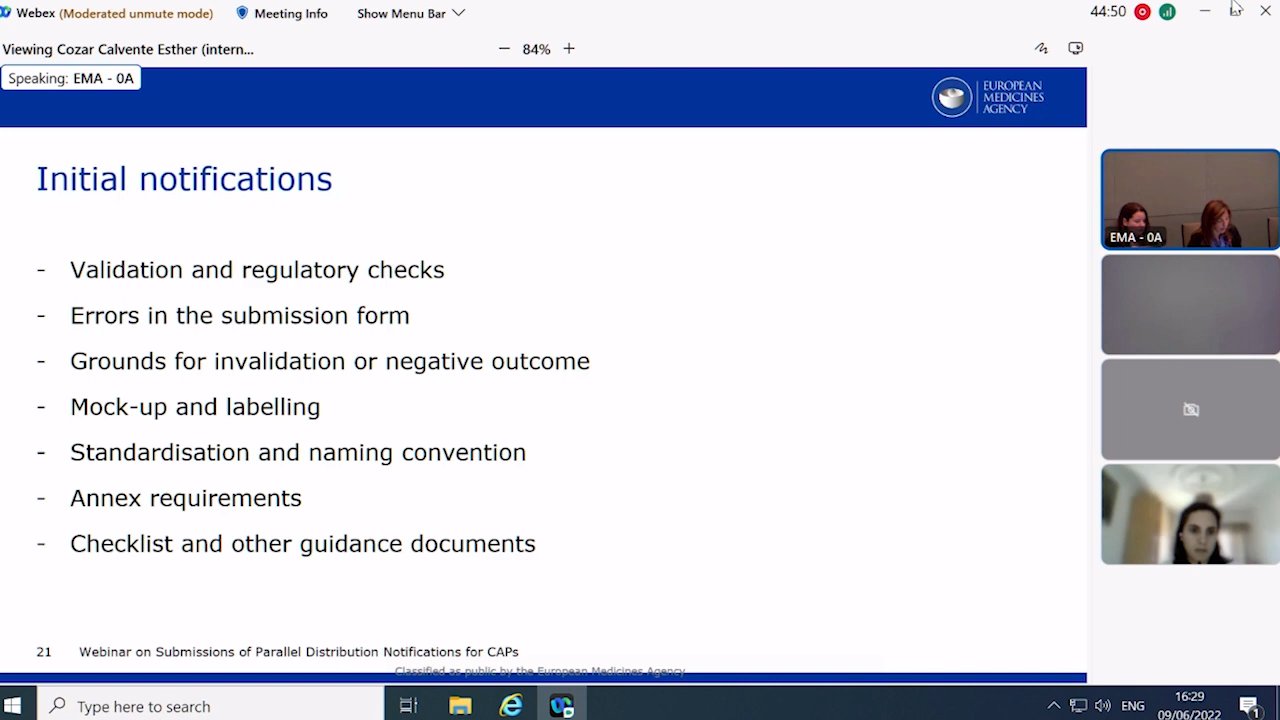 Webex (Moderated unmute mode) Meeting Info Show Menu Bar 44:50
Viewing Cozar Calvente Esther (intern... 84%
Speaking: EMA - 0A
EUROPEAN
MEDICINES
AGENCY
Initial notifications
- Validation and regulatory checks
- Errors in the submission form
- Grounds for invalidation or negative outcome
- Mock-up and labelling
- Standardisation and naming convention
- Annex requirements
- Checklist and other guidance documents
EMA - 0A
21 Webinar on Submissions of Parallel Distribution Notifications for CAPs
Classified as public by the European Medicines Agency
Type here to search
ENG
16:29
09/06/2022
1